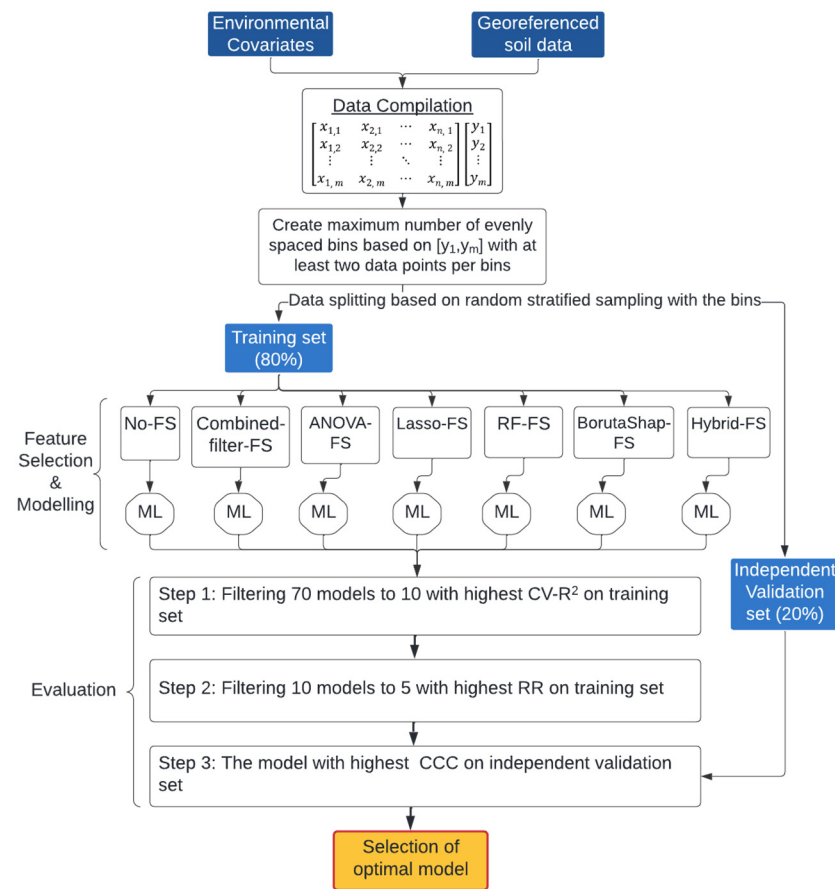 Environmental
Covariates
Georeferenced
soil data
Data Compilation
x1,1 x2,1 ⋯ xn, 1 y1
x1,2 x2,2 ⋯ xn, 2 y2
⋮ ⋮ ⋱ ⋮ ⋮
x1, m x2, m ⋯ xn, m ym
Create maximum number of evenly
spaced bins based on [y1,ym] with at
least two data points per bins
Data splitting based on random stratified sampling with the bins
Training set
(80%)
Feature
Selection
&
Modelling
No-FS
Combined-
filter-FS
ANOVA-
FS
Lasso-FS
RF-FS
BorutaShap-
FS
Hybrid-FS
ML
ML
ML
ML
ML
ML
ML
Independent
Validation
set (20%)
Evaluation
Step 1: Filtering 70 models to 10 with highest CV-R² on training
set
Step 2: Filtering 10 models to 5 with highest RR on training set
Step 3: The model with highest CCC on independent validation
set
Selection of
optimal model